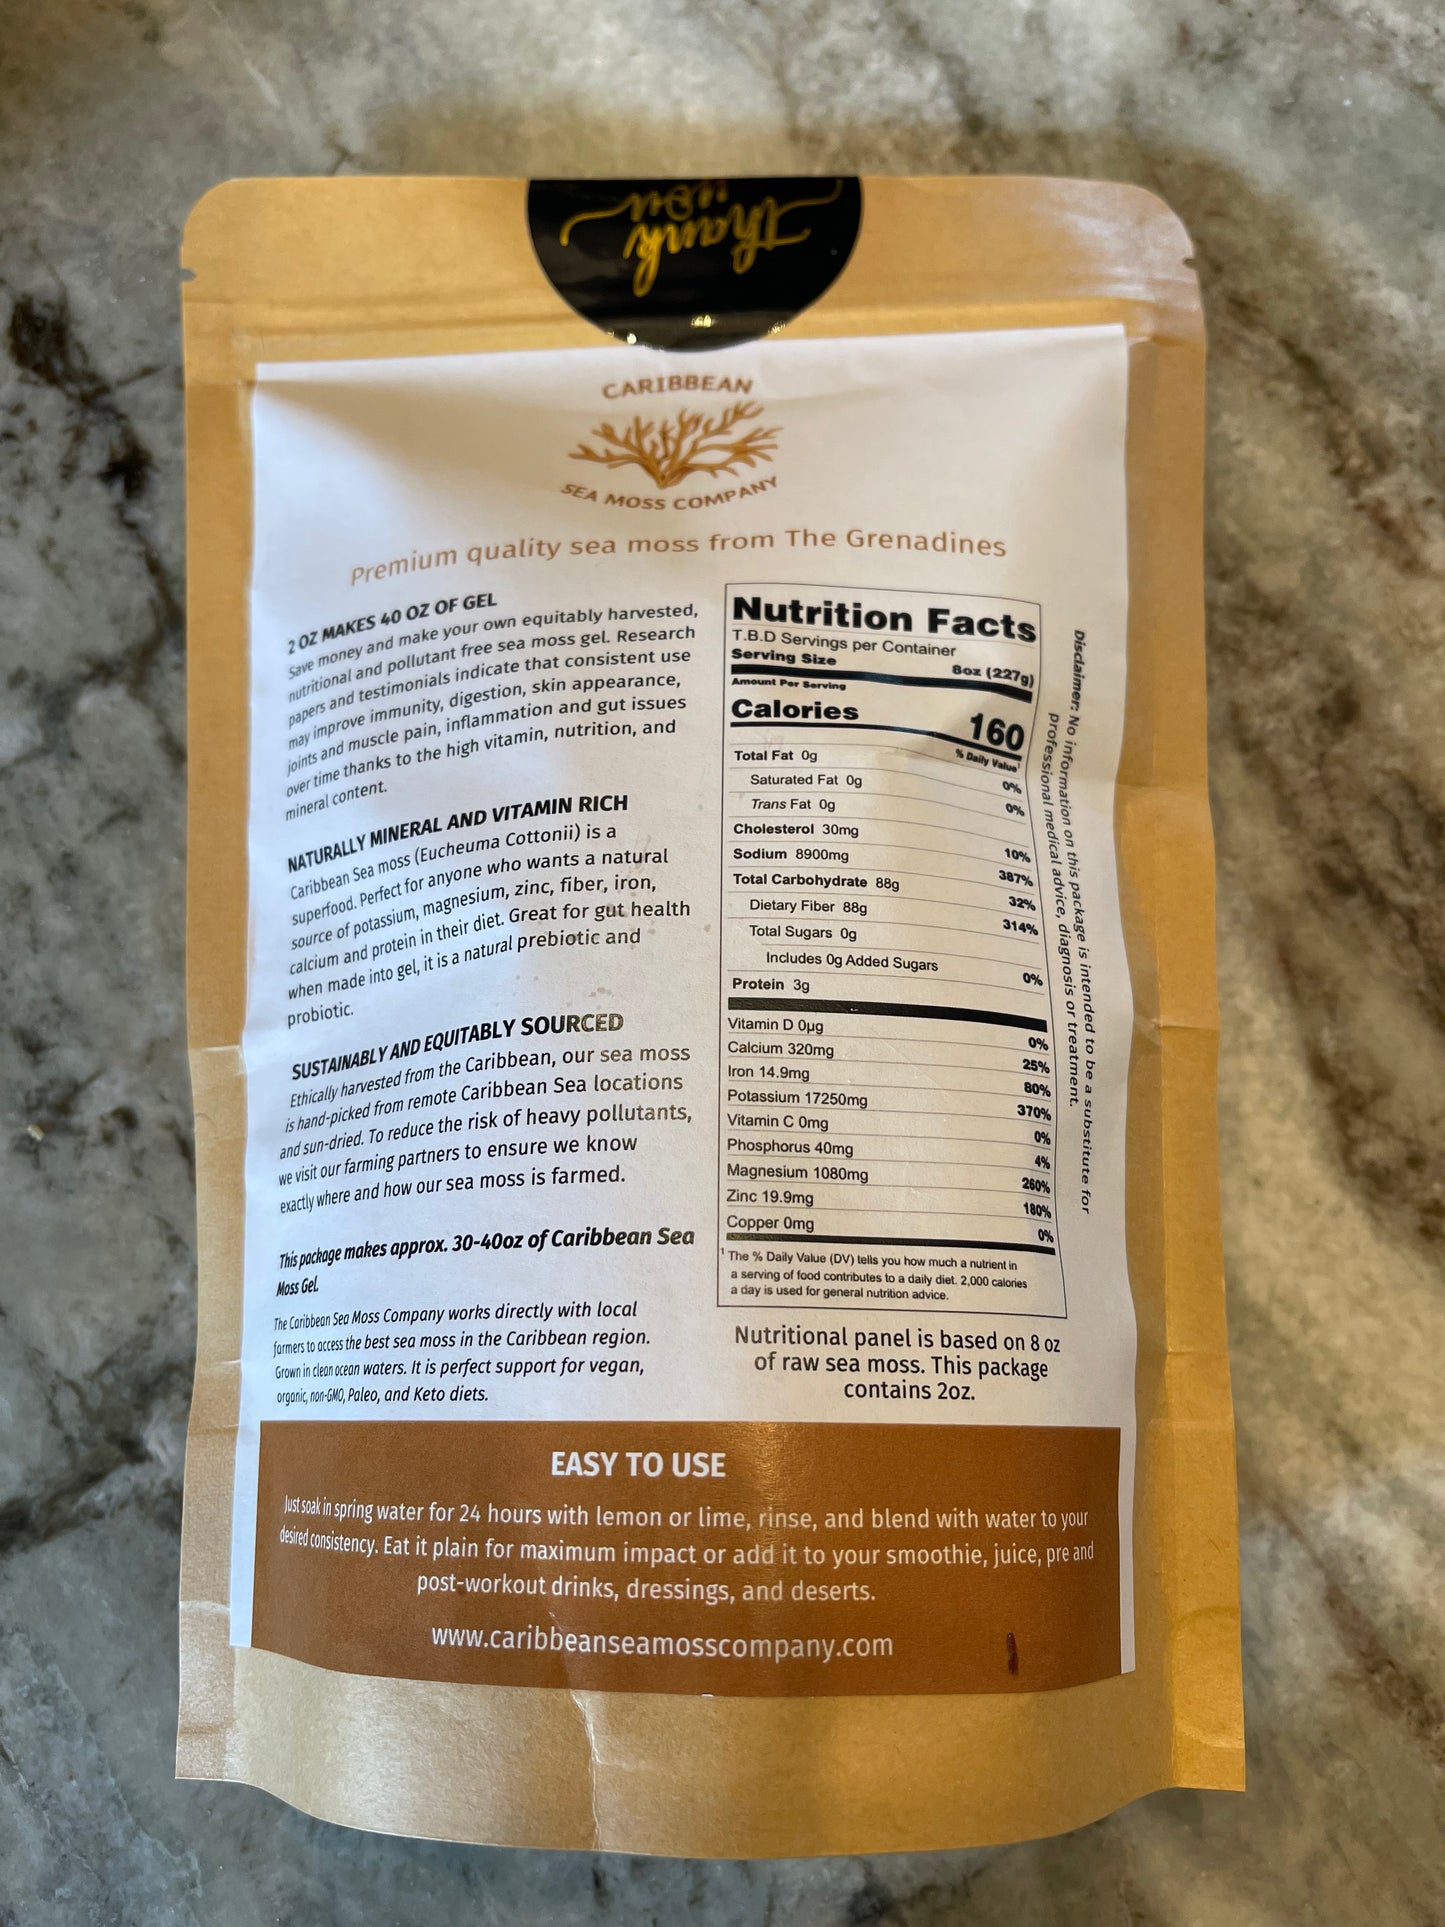 thank
you
CARIBBEAN
SEA MOSS COMPANY
Premium quality sea moss from The Grenadines
2 OZ MAKES 40 OZ OF GEL
Save money and make your own equitably harvested,
nutritional and pollutant free sea moss gel. Research
papers and testimonials indicate that consistent use
may improve immunity, digestion, skin appearance,
joints and muscle pain, inflammation and gut issues
over time thanks to the high vitamin, nutrition, and
mineral content.
NATURALLY MINERAL AND VITAMIN RICH
Caribbean Sea moss (Eucheuma Cottonii) is a
superfood. Perfect for anyone who wants a natural
source of potassium, magnesium, zinc, fiber, iron,
calcium and protein in their diet. Great for gut health
when made into gel, it is a natural prebiotic and
probiotic.
SUSTAINABLY AND EQUITABLY SOURCED
Ethically harvested from the Caribbean, our sea moss
is hand-picked from remote Caribbean Sea locations
and sun-dried. To reduce the risk of heavy pollutants,
we visit our farming partners to ensure we know
exactly where and how our sea moss is farmed.
This package makes approx. 30-40oz of Caribbean Sea
Moss Gel.
The Caribbean Sea Moss Company works directly with local
farmers to access the best sea moss in the Caribbean region.
Grown in clean ocean waters. It is perfect support for vegan,
organic, non-GMO, Paleo, and Keto diets.
Nutrition Facts
T.B.D Servings per Container
Serving Size 8oz (227g)
Amount Per Serving
Calories 160
% Daily Value¹
Total Fat 0g 0%
Saturated Fat 0g 0%
Trans Fat 0g
Cholesterol 30mg 10%
Sodium 8900mg 387%
Total Carbohydrate 88g 32%
Dietary Fiber 88g 314%
Total Sugars 0g
Includes 0g Added Sugars 0%
Protein 3g
Vitamin D 0µg 0%
Calcium 320mg 25%
Iron 14.9mg 80%
Potassium 17250mg 370%
Vitamin C 0mg 0%
Phosphorus 40mg 4%
Magnesium 1080mg 260%
Zinc 19.9mg 180%
Copper 0mg 0%
¹ The % Daily Value (DV) tells you how much a nutrient in
a serving of food contributes to a daily diet. 2,000 calories
a day is used for general nutrition advice.
Disclaimer: No information on this package is intended to be a substitute for
professional medical advice, diagnosis or treatment.
Nutritional panel is based on 8 oz
of raw sea moss. This package
contains 2oz.
EASY TO USE
Just soak in spring water for 24 hours with lemon or lime, rinse, and blend with water to your
desired consistency. Eat it plain for maximum impact or add it to your smoothie, juice, pre and
post-workout drinks, dressings, and deserts.
www.caribbeanseamosscompany.com